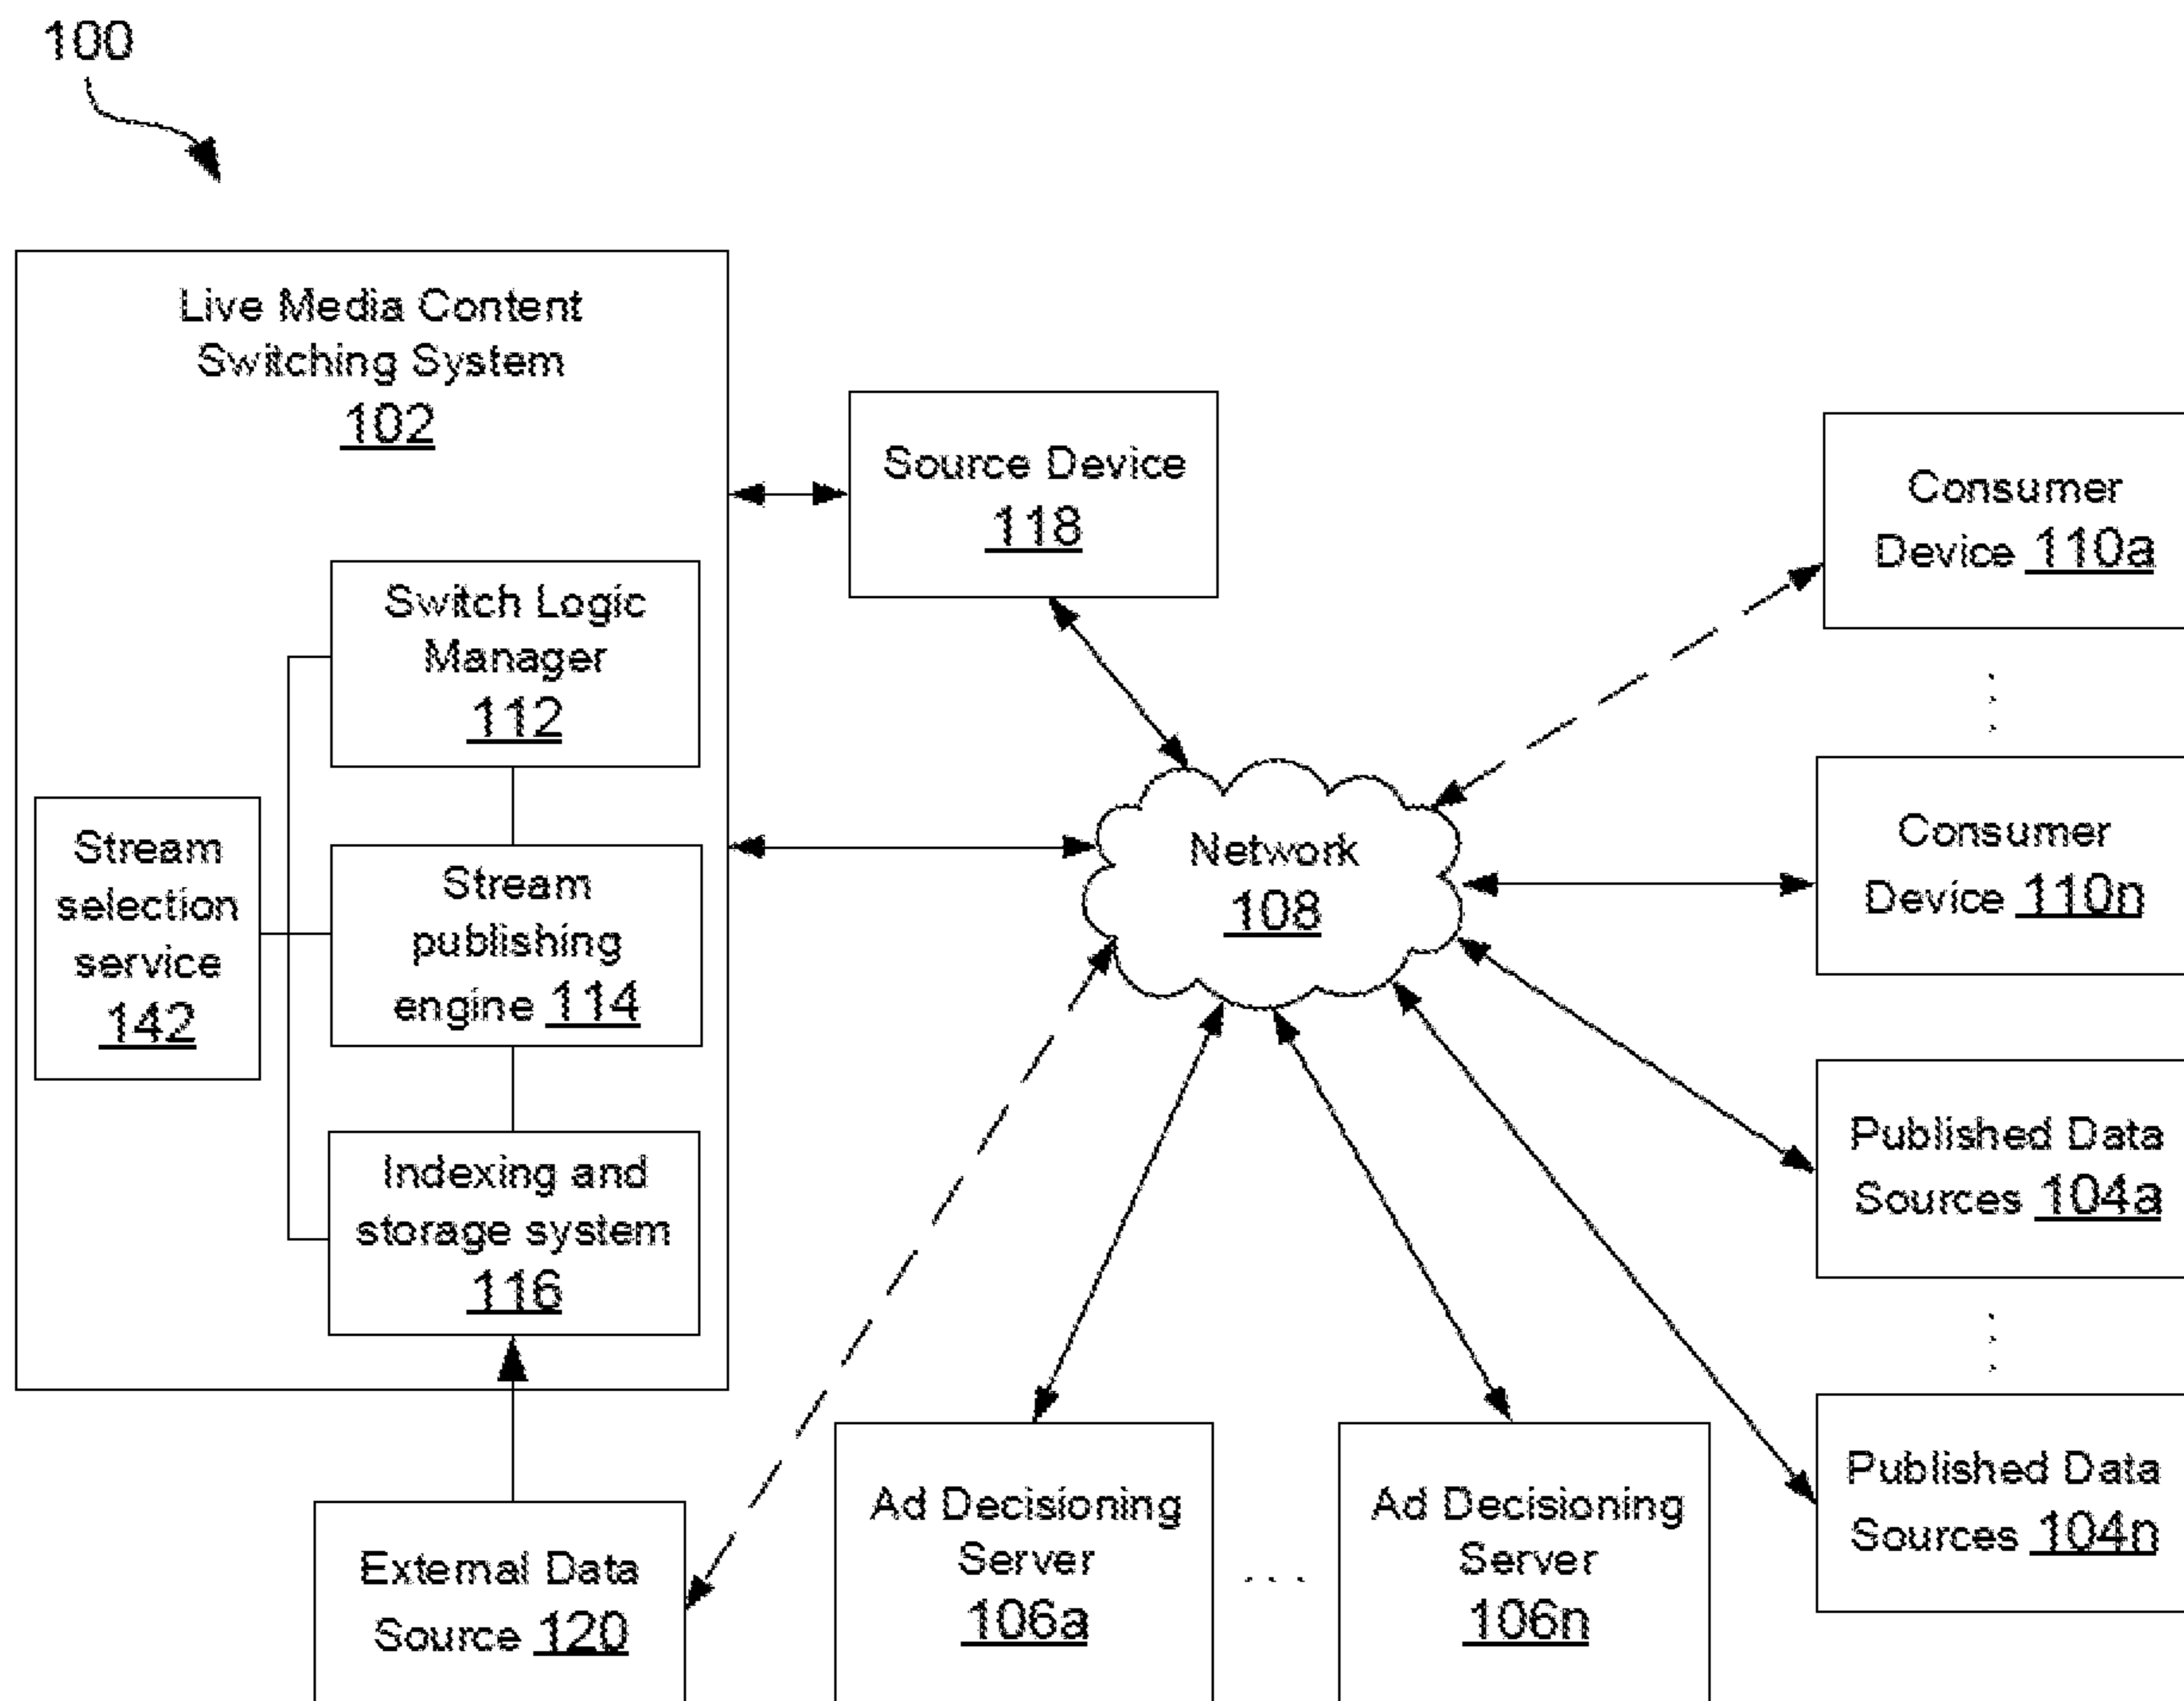 100
Live Media Content
Switching System
102
Switch Logic
Manager
112
Stream
selection
service
142
Stream
publishing
engine 114
Indexing and
storage system
116
External Data
Source 120
Source Device
118
Network
108
Ad Decisioning
Server
106a
. . .
Ad Decisioning
Server
106n
Consumer
Device 110a
Consumer
Device 110n
Published Data
Sources 104a
Published Data
Sources 104n